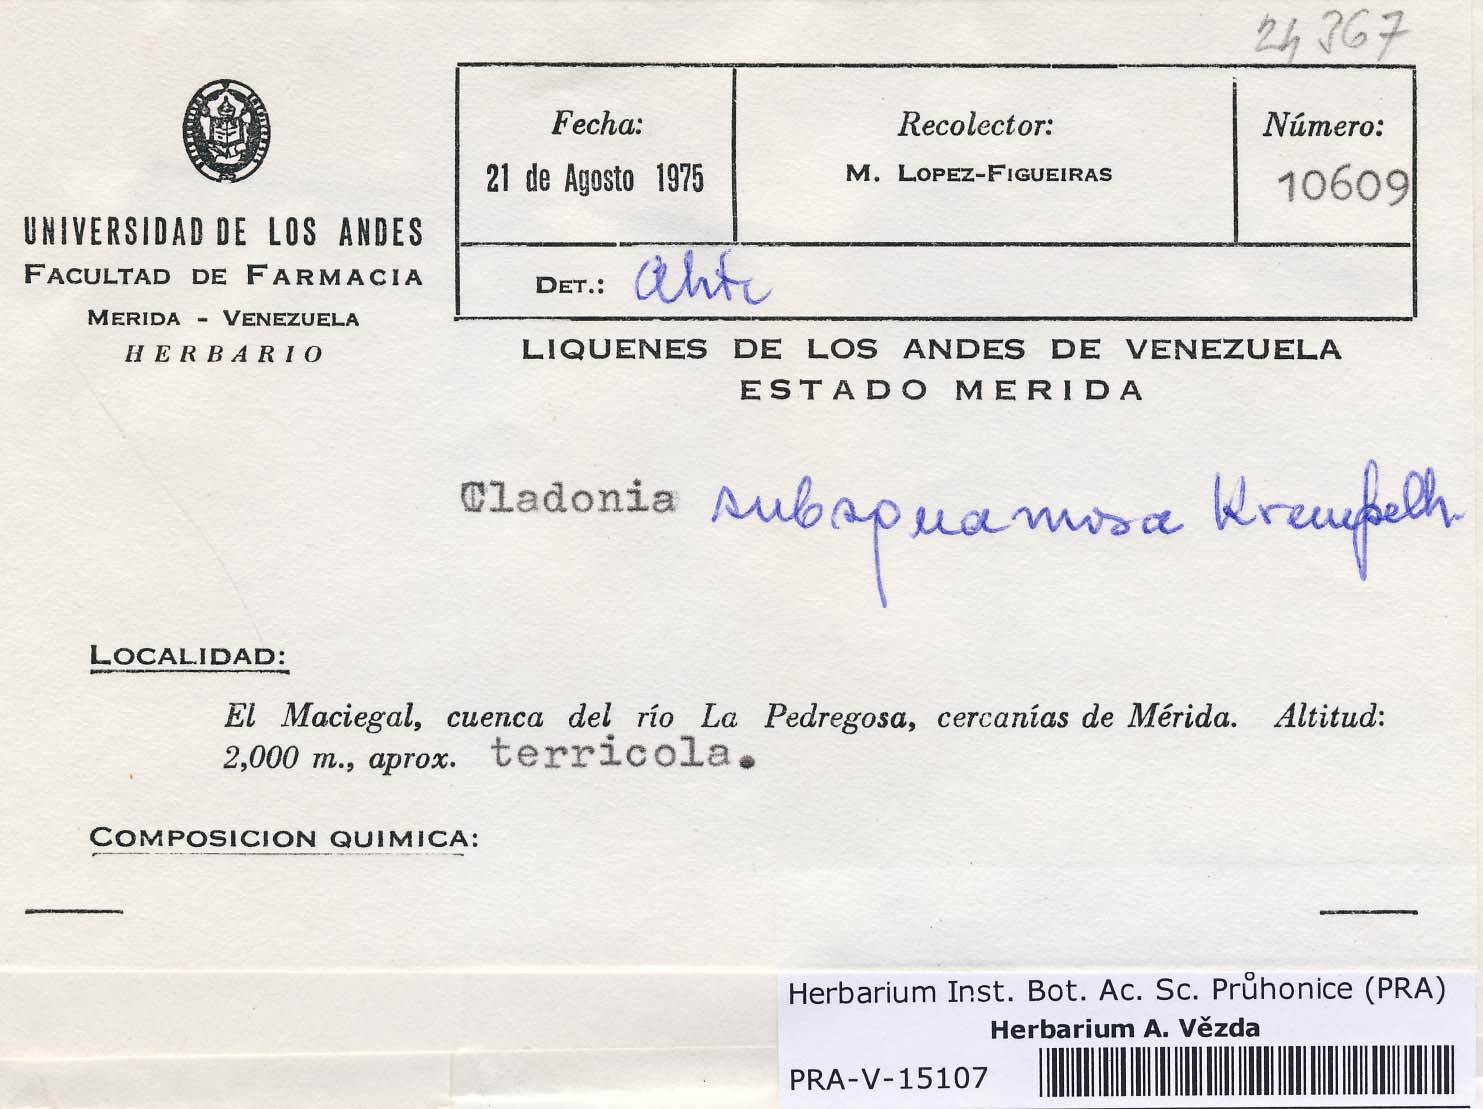 24367
UNIVERSIDAD DE LOS ANDES
FACULTAD DE FARMACIA
MERIDA - VENEZUELA
HERBARIO
Fecha:
21 de Agosto 1975
Recolector:
M. LOPEZ-FIGUEIRAS
Número:
10609
DET.: Ahti
LIQUENES DE LOS ANDES DE VENEZUELA
ESTADO MERIDA
Cladonia subsquamosa Krempelh.
LOCALIDAD:
El Maciegal, cuenca del río La Pedregosa, cercanías de Mérida. Altitud:
2,000 m., aprox. terricola.
COMPOSICION QUIMICA:
Herbarium Inst. Bot. Ac. Sc. Průhonice (PRA)
Herbarium A. Vězda
PRA-V-15107